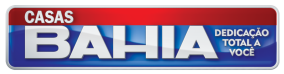 CASAS
BAHIA
DEDICAÇÃO
TOTAL A
VOCÊ